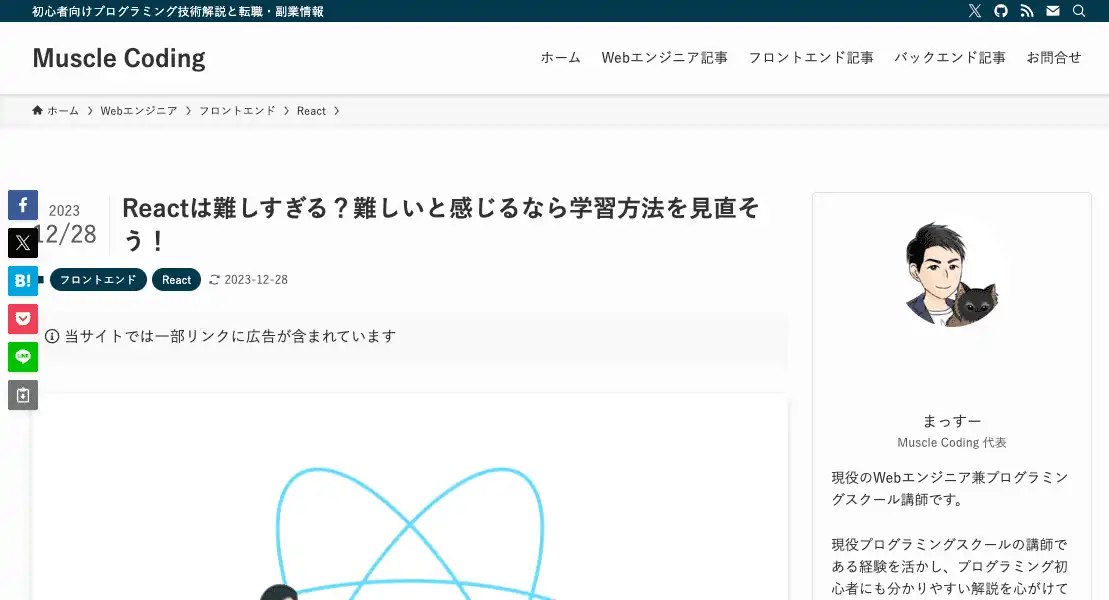 初心者向けプログラミング技術解説と転職・副業情報
Muscle Coding
ホーム Webエンジニア記事 フロントエンド記事 バックエンド記事 お問合せ
ホーム Webエンジニア フロントエンド React
2023
12/28
Reactは難しすぎる？難しいと感じるなら学習方法を見直そ
う！
フロントエンド React 2023-12-28
当サイトでは一部リンクに広告が含まれています
B!
LINE
まっすー
Muscle Coding 代表
現役のWebエンジニア兼プログラミン
グスクール講師です。
現役プログラミングスクールの講師で
ある経験を活かし、プログラミング初
心者にも分かりやすい解説を心がけて